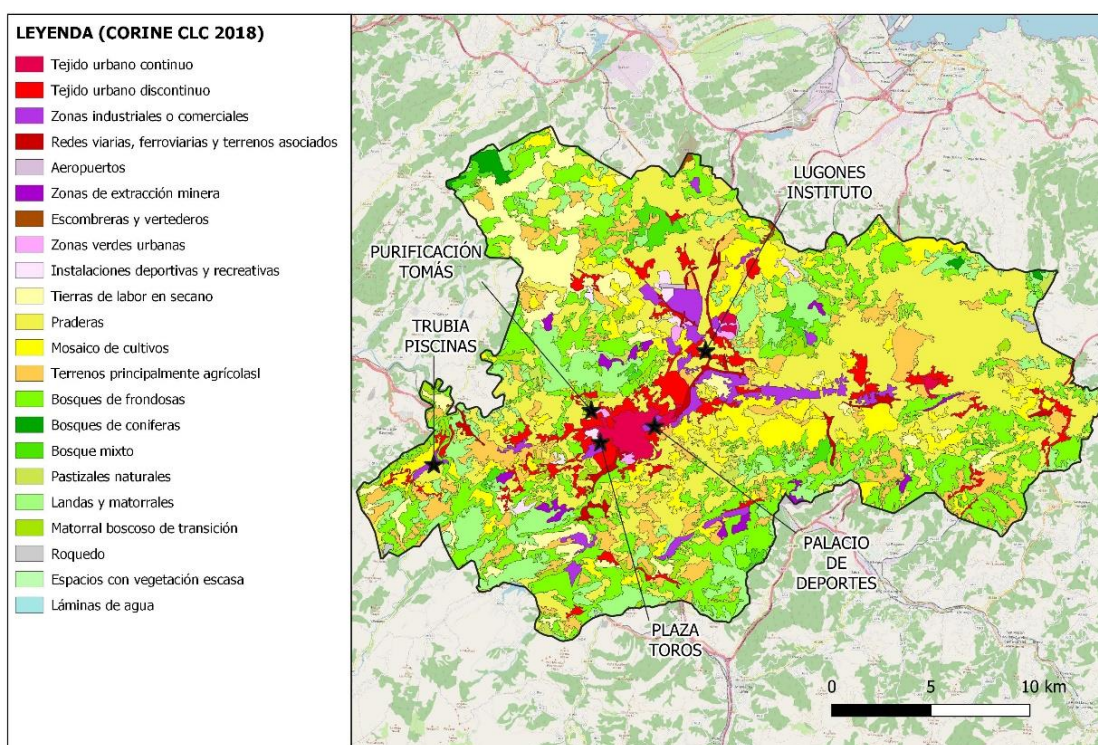 LEYENDA (CORINE CLC 2018)
Tejido urbano continuo
Tejido urbano discontinuo
Zonas industriales o comerciales
Redes viarias, ferroviarias y terrenos asociados
Aeropuertos
Zonas de extracción minera
Escombreras y vertederos
Zonas verdes urbanas
Instalaciones deportivas y recreativas
Tierras de labor en secano
Praderas
Mosaico de cultivos
Terrenos principalmente agrícolasl
Bosques de frondosas
Bosques de coníferas
Bosque mixto
Pastizales naturales
Landas y matorrales
Matorral boscoso de transición
Roquedo
Espacios con vegetación escasa
Láminas de agua
LUGONES
INSTITUTO
PURIFICACIÓN
TOMÁS
TRUBIA
PISCINAS
PALACIO
DE
DEPORTES
PLAZA
TOROS
0 5 10 km